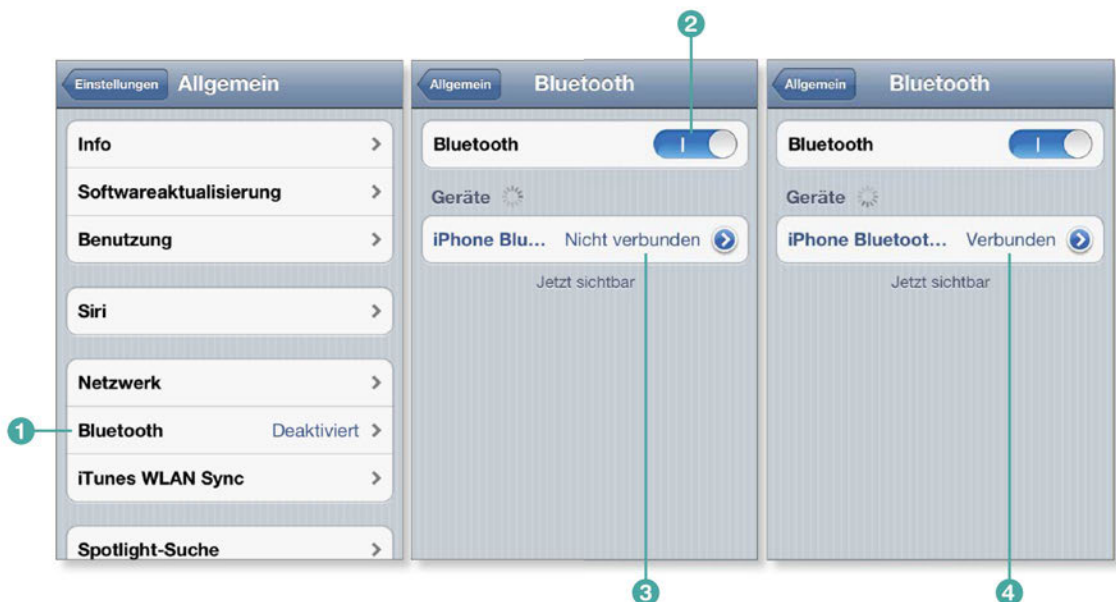 2
Einstellungen Allgemein
Info
Softwareaktualisierung
Benutzung
Siri
Netzwerk
1 Bluetooth Deaktiviert
iTunes WLAN Sync
Spotlight-Suche
Allgemein Bluetooth
Bluetooth
Geräte
iPhone Blu... Nicht verbunden
Jetzt sichtbar
3
Allgemein Bluetooth
Bluetooth
Geräte
iPhone Bluetoot... Verbunden
Jetzt sichtbar
4